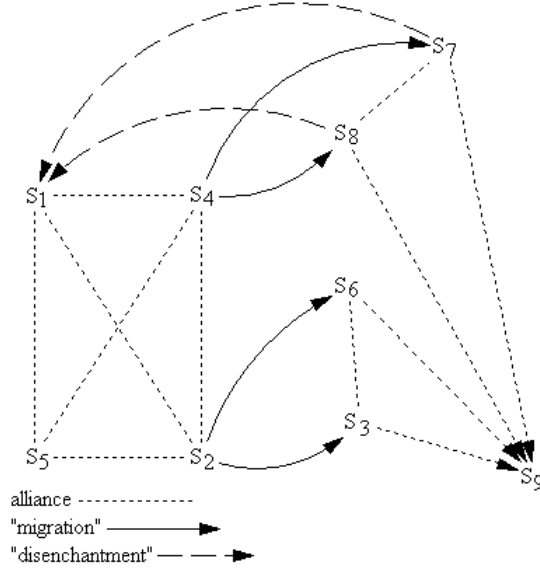 S7
S8
S1
S4
S6
S3
S5
S2
S9
alliance
"migration"
"disenchantment"